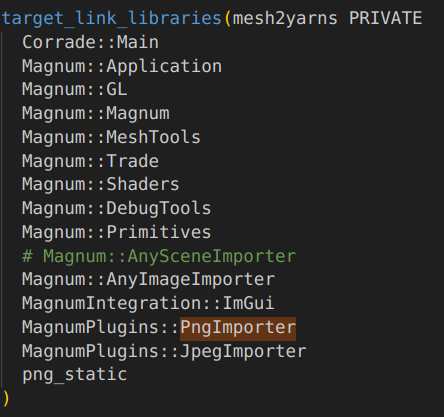 target_link_libraries(mesh2yarns PRIVATE
Corrade::Main
Magnum::Application
Magnum::GL
Magnum::Magnum
Magnum::MeshTools
Magnum::Trade
Magnum::Shaders
Magnum::DebugTools
Magnum::Primitives
# Magnum::AnySceneImporter
Magnum::AnyImageImporter
MagnumIntegration::ImGui
MagnumPlugins::PngImporter
MagnumPlugins::JpegImporter
png_static
)